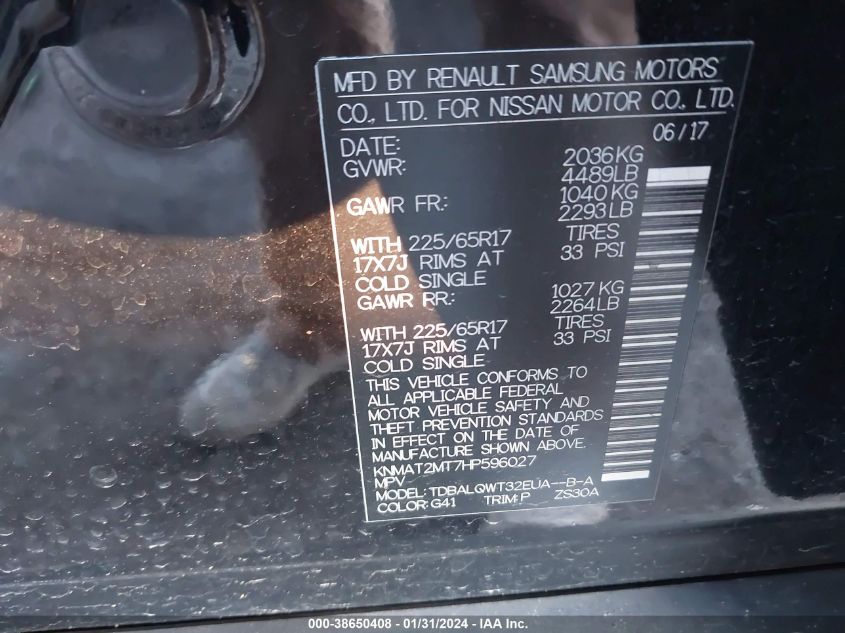 MFD BY RENAULT SAMSUNG MOTORS
CO., LTD. FOR NISSAN MOTOR CO., LTD.
DATE: 06/17
GVWR: 2036KG
4489LB
GAWR FR: 1040 KG
2293LB
WITH 225/65R17 TIRES
17X7J RIMS AT 33 PSI
COLD SINGLE
GAWR RR: 1027 KG
2264LB
WITH 225/65R17 TIRES
17X7J RIMS AT 33 PSI
COLD SINGLE
THIS VEHICLE CONFORMS TO
ALL APPLICABLE FEDERAL
MOTOR VEHICLE SAFETY AND
THEFT PREVENTION STANDARDS
IN EFFECT ON THE DATE OF
MANUFACTURE SHOWN ABOVE.
KNMAT2MT7HP596027
MPV
MODEL: TDBALQWT32EUA--B-A
COLOR: G41 TRIM:P ZS30A
000-38650408 - 01/31/2024 - IAA Inc.